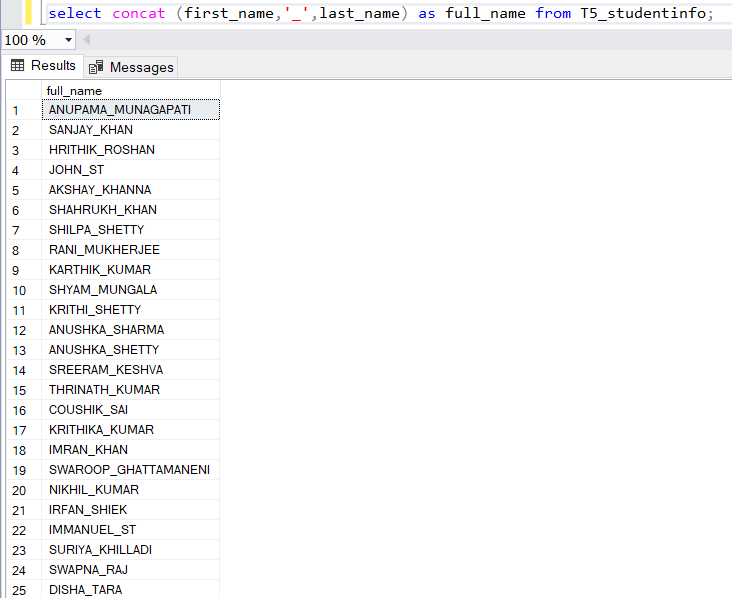 select concat (first_name,'_',last_name) as full_name from T5_studentinfo;
100 %
Results Messages
full_name
1 ANUPAMA_MUNAGAPATI
2 SANJAY_KHAN
3 HRITHIK_ROSHAN
4 JOHN_ST
5 AKSHAY_KHANNA
6 SHAHRUKH_KHAN
7 SHILPA_SHETTY
8 RANI_MUKHERJEE
9 KARTHIK_KUMAR
10 SHYAM_MUNGALA
11 KRITHI_SHETTY
12 ANUSHKA_SHARMA
13 ANUSHKA_SHETTY
14 SREERAM_KESHVA
15 THRINATH_KUMAR
16 COUSHIK_SAI
17 KRITHIKA_KUMAR
18 IMRAN_KHAN
19 SWAROOP_GHATTAMANENI
20 NIKHIL_KUMAR
21 IRFAN_SHIEK
22 IMMANUEL_ST
23 SURIYA_KHILLADI
24 SWAPNA_RAJ
25 DISHA_TARA